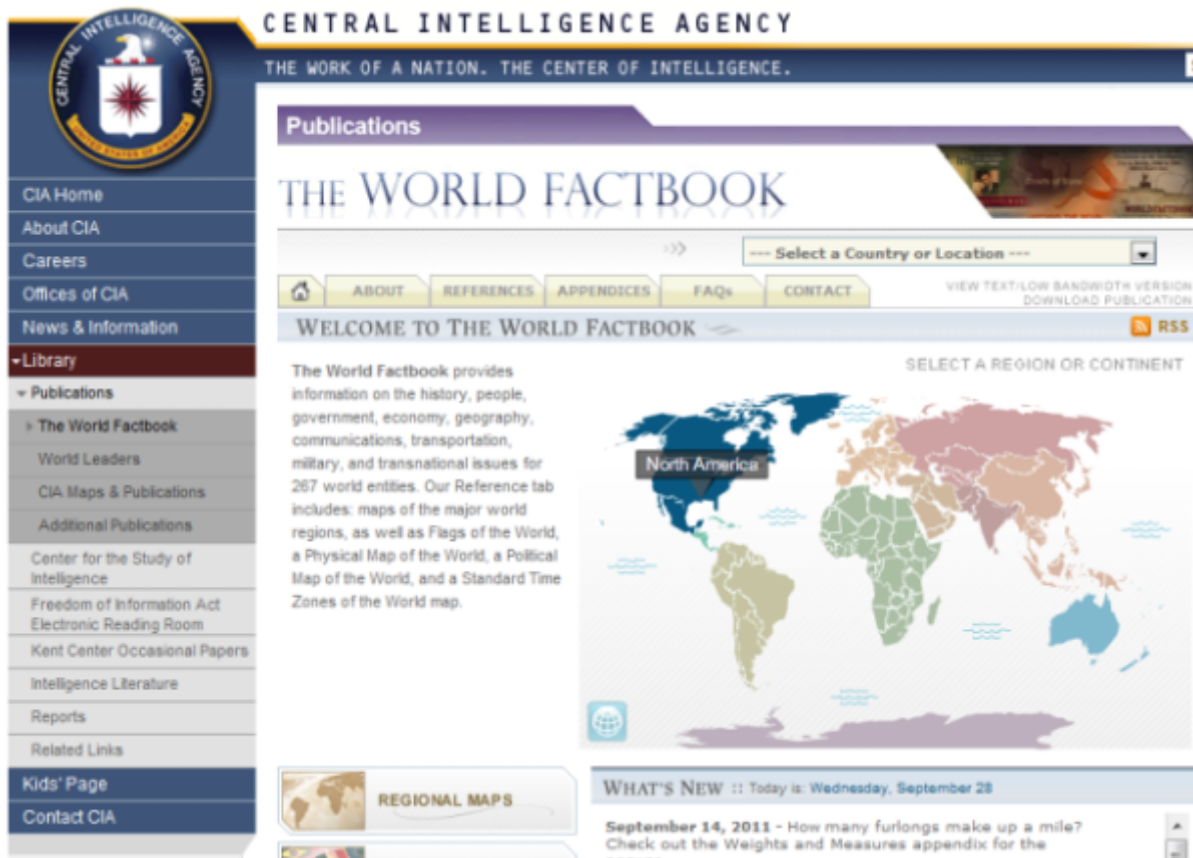 CENTRAL INTELLIGENCE AGENCY
UNITED STATES OF AMERICA
CENTRAL INTELLIGENCE AGENCY
THE WORK OF A NATION. THE CENTER OF INTELLIGENCE.
CIA Home
About CIA
Careers
Offices of CIA
News & Information
Library
Publications
The World Factbook
World Leaders
CIA Maps & Publications
Additional Publications
Center for the Study of
Intelligence
Freedom of Information Act
Electronic Reading Room
Kent Center Occasional Papers
Intelligence Literature
Reports
Related Links
Kids' Page
Contact CIA
Publications
THE WORLD FACTBOOK
--- Select a Country or Location ---
ABOUT REFERENCES APPENDICES FAQs CONTACT
VIEW TEXT/LOW BANDWIDTH VERSION
DOWNLOAD PUBLICATION
WELCOME TO THE WORLD FACTBOOK
RSS
The World Factbook provides
information on the history, people,
government, economy, geography,
communications, transportation,
military, and transnational issues for
267 world entities. Our Reference tab
includes: maps of the major world
regions, as well as Flags of the World,
a Physical Map of the World, a Political
Map of the World, and a Standard Time
Zones of the World map.
SELECT A REGION OR CONTINENT
North America
REGIONAL MAPS
WHAT'S NEW :: Today is: Wednesday, September 28
September 14, 2011 - How many furlongs make up a mile?
Check out the Weights and Measures appendix for the